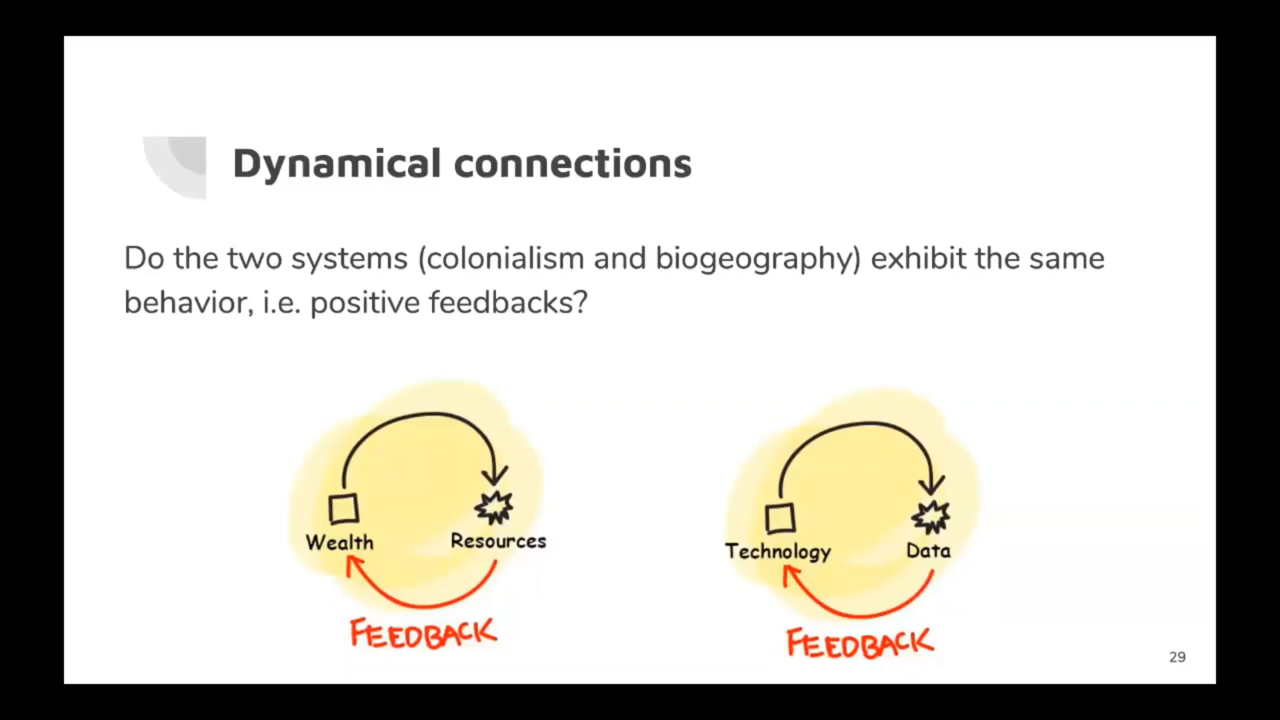 Dynamical connections
Do the two systems (colonialism and biogeography) exhibit the same
behavior, i.e. positive feedbacks?
Wealth
Resources
FEEDBACK
Technology
Data
FEEDBACK
29